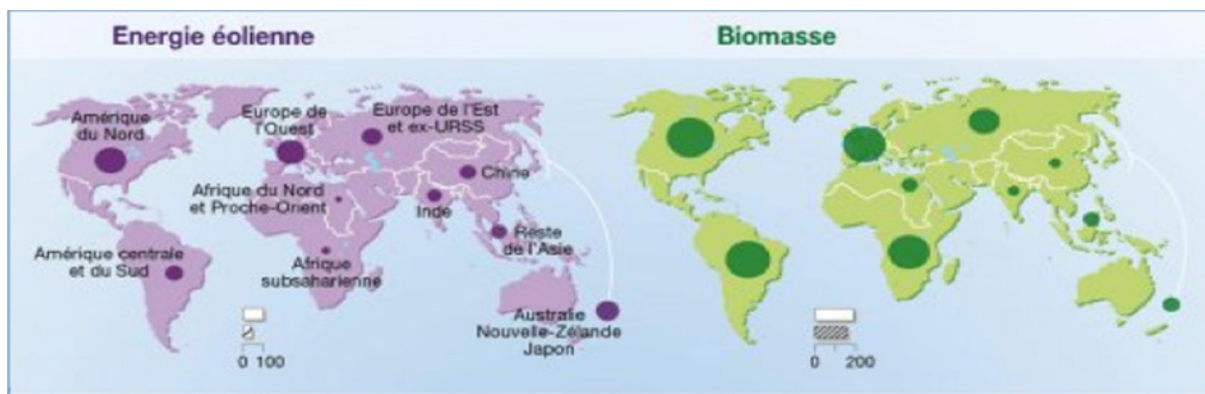 Energie éolienne
Biomasse
Amérique
du Nord
Europe de
l'Ouest
Europe de l'Est
et ex-URSS
Chine
Afrique du Nord
et Proche-Orient
Inde
Reste
de l'Asie
Amérique centrale
et du Sud
Afrique
subsaharienne
Australie
Nouvelle-Zélande
Japon
0 100
0 200